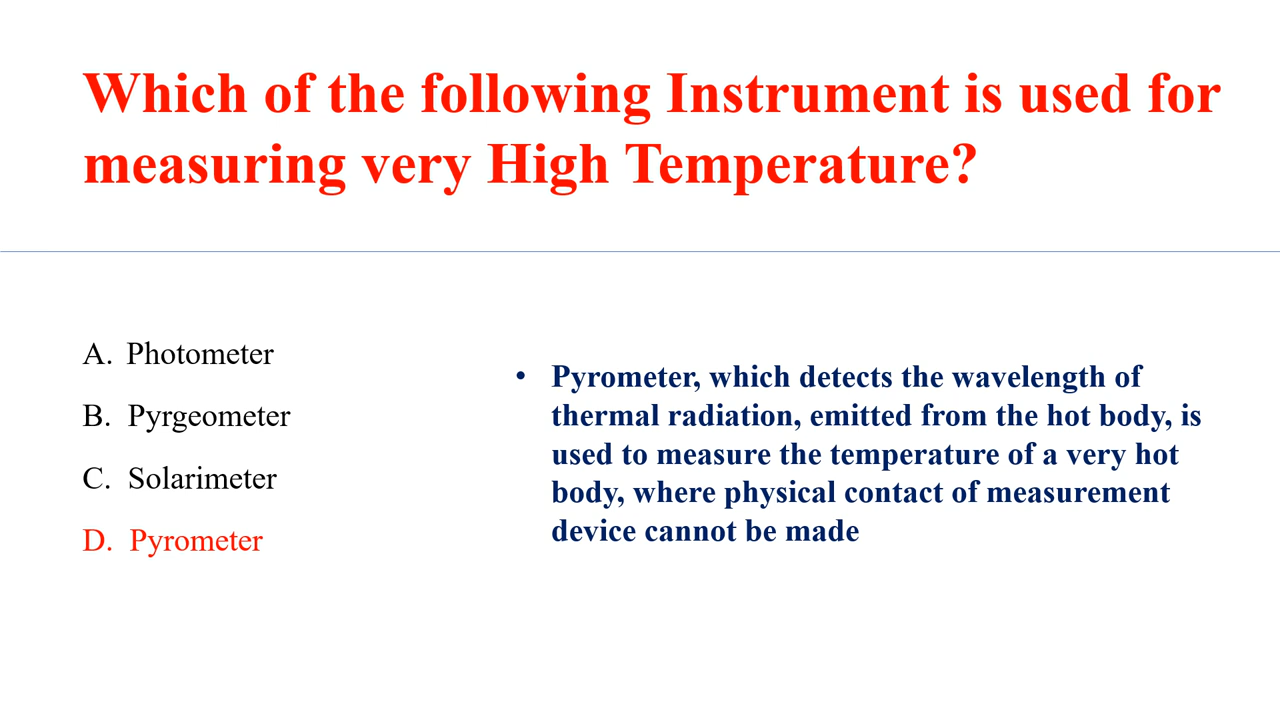 Which of the following Instrument is used for
measuring very High Temperature?
A. Photometer
B. Pyrgeometer
C. Solarimeter
D. Pyrometer
• Pyrometer, which detects the wavelength of
thermal radiation, emitted from the hot body, is
used to measure the temperature of a very hot
body, where physical contact of measurement
device cannot be made